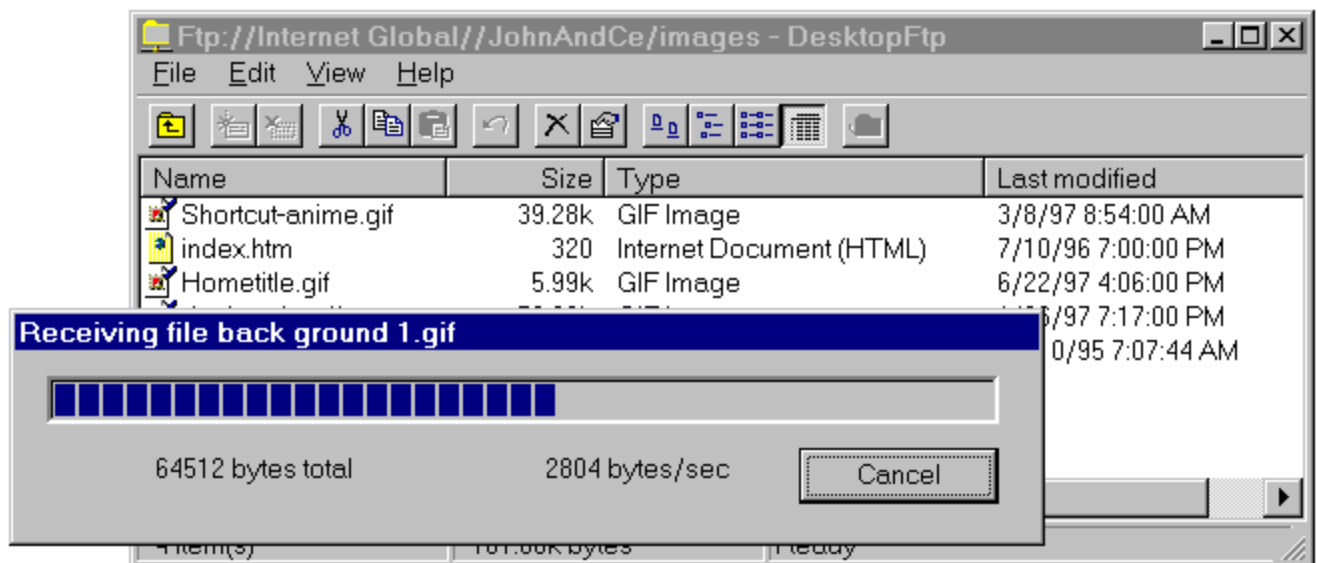 Ftp://Internet Global//JohnAndCe/images - DesktopFtp
File Edit View Help
Name Size Type Last modified
Shortcut-anime.gif 39.28k GIF Image 3/8/97 8:54:00 AM
index.htm 320 Internet Document (HTML) 7/10/96 7:00:00 PM
Hometitle.gif 5.99k GIF Image 6/22/97 4:06:00 PM
/97 7:17:00 PM
0/95 7:07:44 AM
Receiving file back ground 1.gif
64512 bytes total 2804 bytes/sec Cancel
item(s) bytes Ready